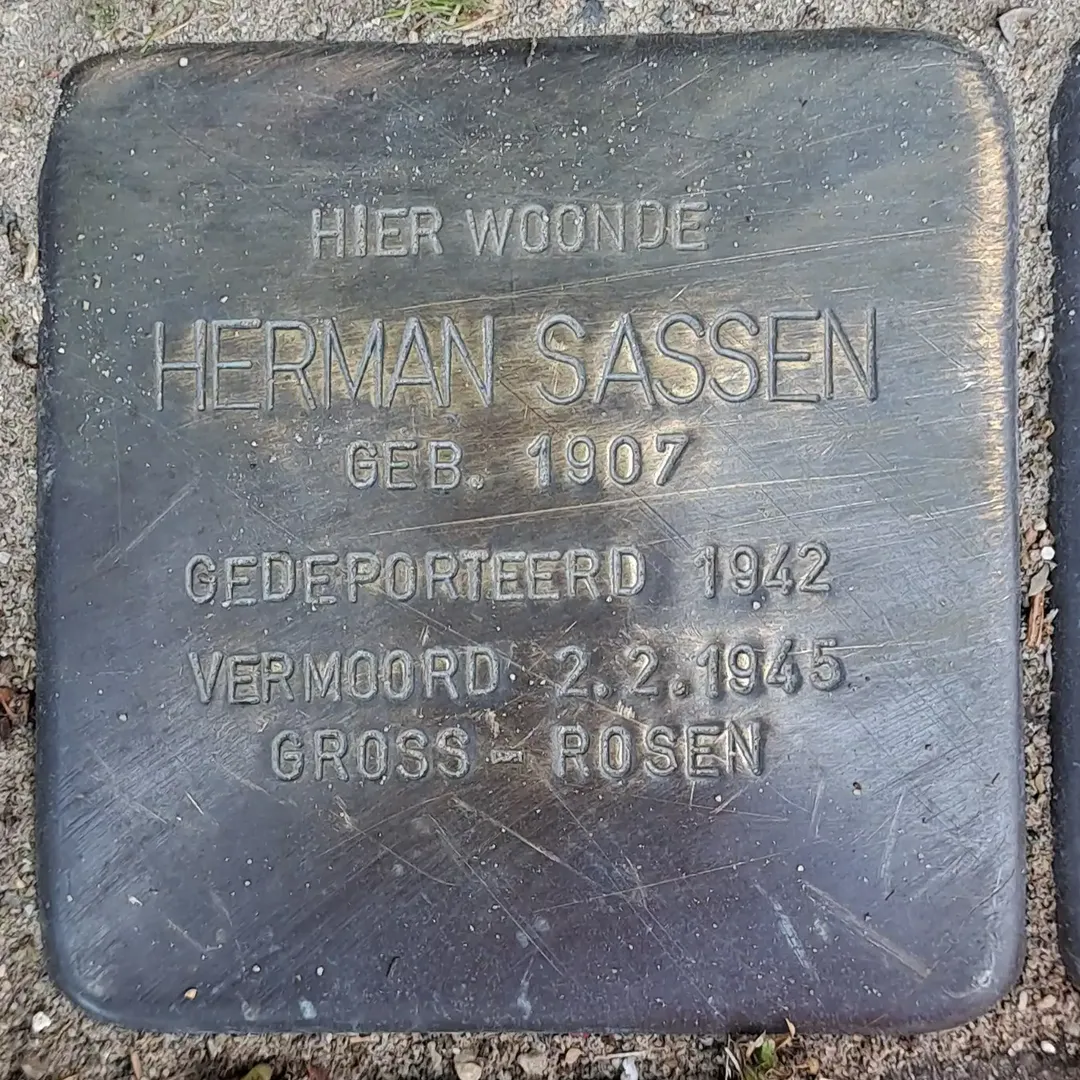 HIER WOONDE
HERMAN SASSEN
GEB. 1907
GEDEPORTEERD 1942
VERMOORD 2.2.1945
GROSS - ROSEN